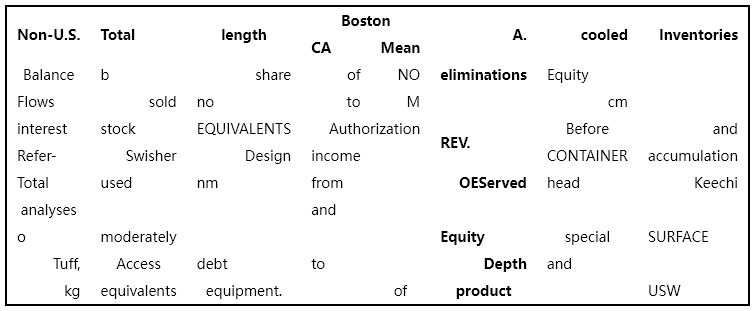 Boston
Non-U.S. Total length A. cooled Inventories
CA Mean
Balance b share of NO eliminations Equity
Flows sold no to M cm
interest stock EQUIVALENTS Authorization Before and
REV.
Refer- Swisher Design income CONTAINER accumulation
Total used nm from OEServed head Keechi
analyses and
o moderately Equity special SURFACE
Tuff, Access debt to Depth and
kg equivalents equipment. of product USW